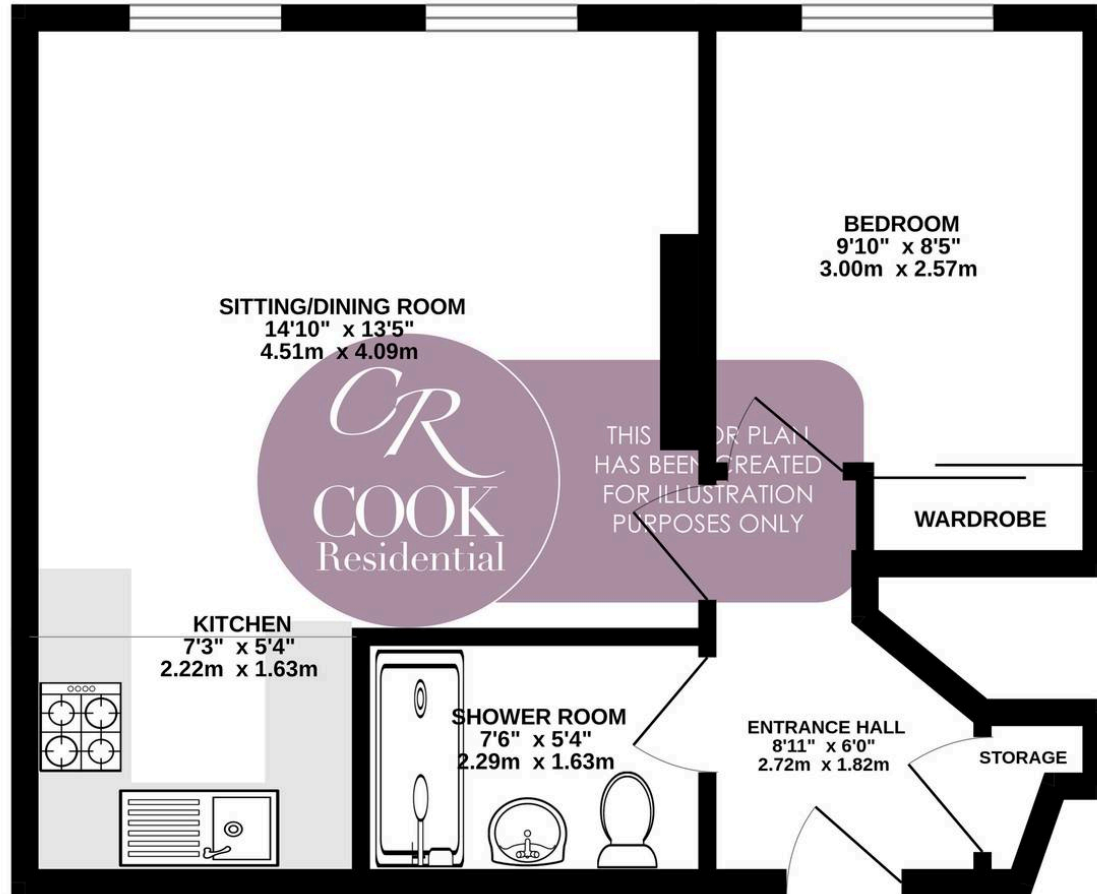 BEDROOM
9'10" x 8'5"
3.00m x 2.57m
SITTING/DINING ROOM
14'10" x 13'5"
4.51m x 4.09m
CR
COOK
Residential
THIS FLOOR PLAN
HAS BEEN CREATED
FOR ILLUSTRATION
PURPOSES ONLY
WARDROBE
KITCHEN
7'3" x 5'4"
2.22m x 1.63m
SHOWER ROOM
7'6" x 5'4"
2.29m x 1.63m
ENTRANCE HALL
8'11" x 6'0"
2.72m x 1.82m
STORAGE